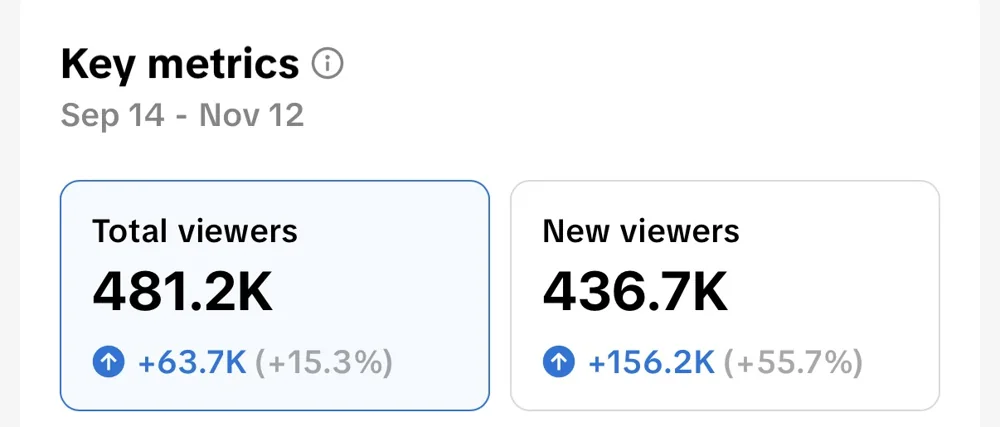 Key metrics
Sep 14 - Nov 12
Total viewers
481.2K
+63.7K (+15.3%)
New viewers
436.7K
+156.2K (+55.7%)